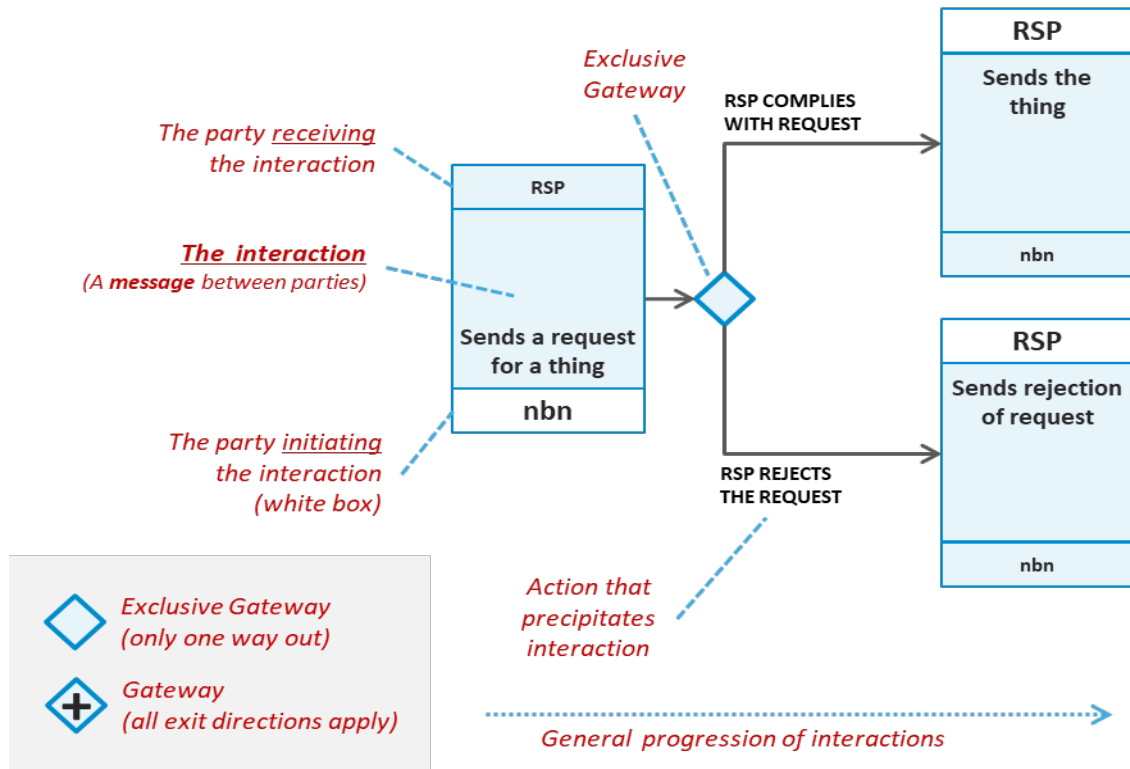 Exclusive
Gateway
The party receiving
the interaction
The interaction
(A message between parties)
The party initiating
the interaction
(white box)
RSP
Sends a request
for a thing
nbn
RSP COMPLIES
WITH REQUEST
RSP
Sends the
thing
nbn
RSP REJECTS
THE REQUEST
RSP
Sends rejection
of request
nbn
Action that
precipitates
interaction
Exclusive Gateway
(only one way out)
Gateway
(all exit directions apply)
General progression of interactions